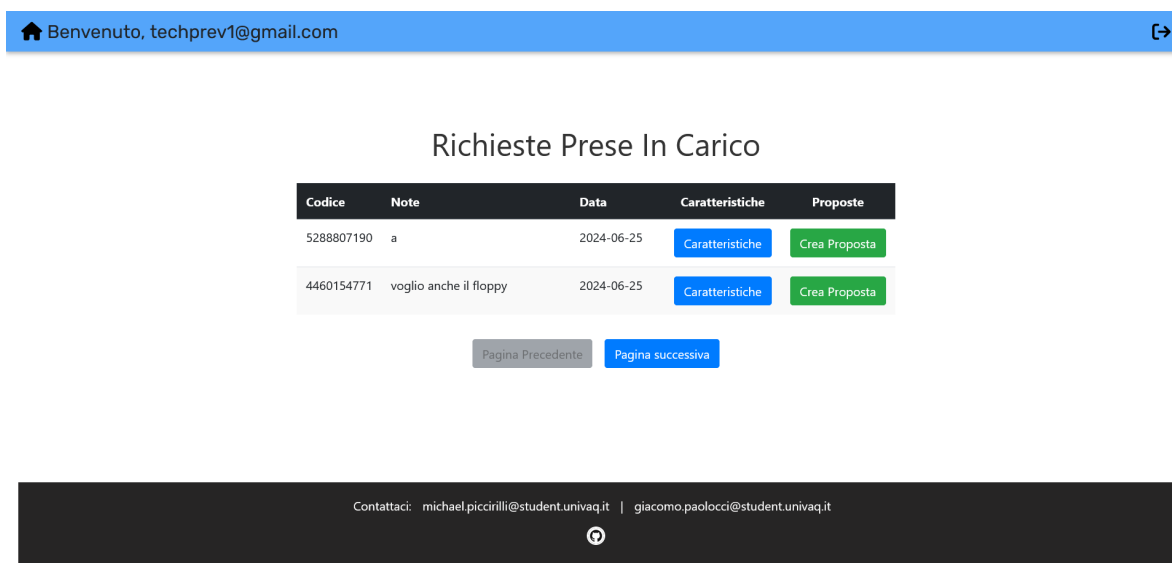 Benvenuto, techprev1@gmail.com
Richieste Prese In Carico
Codice Note Data Caratteristiche Proposte
5288807190 a 2024-06-25 Caratteristiche Crea Proposta
4460154771 voglio anche il floppy 2024-06-25 Caratteristiche Crea Proposta
Pagina Precedente Pagina successiva
Contattaci: michael.piccirilli@student.univaq.it | giacomo.paolocci@student.univaq.it